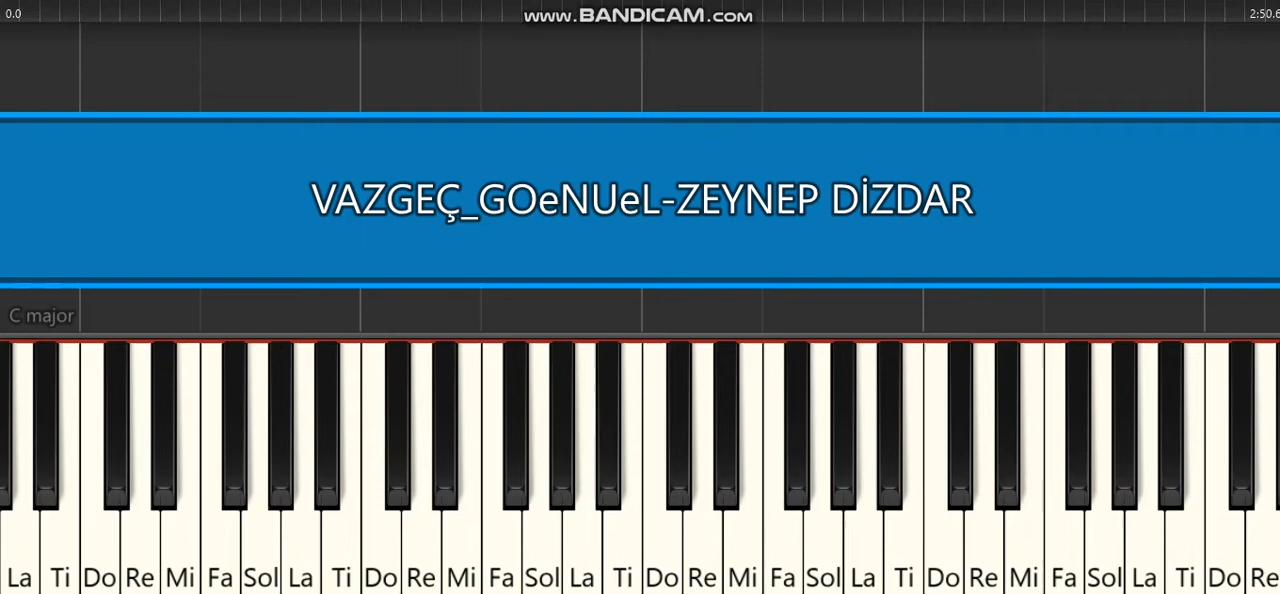 0.0 www.BANDICAM.com 2:50.6
VAZGEÇ_GOeNUeL-ZEYNEP DİZDAR
C major
La Ti Do Re Mi Fa Sol La Ti Do Re Mi Fa Sol La Ti Do Re Mi Fa Sol La Ti Do Re Mi Fa Sol La Ti Do Re